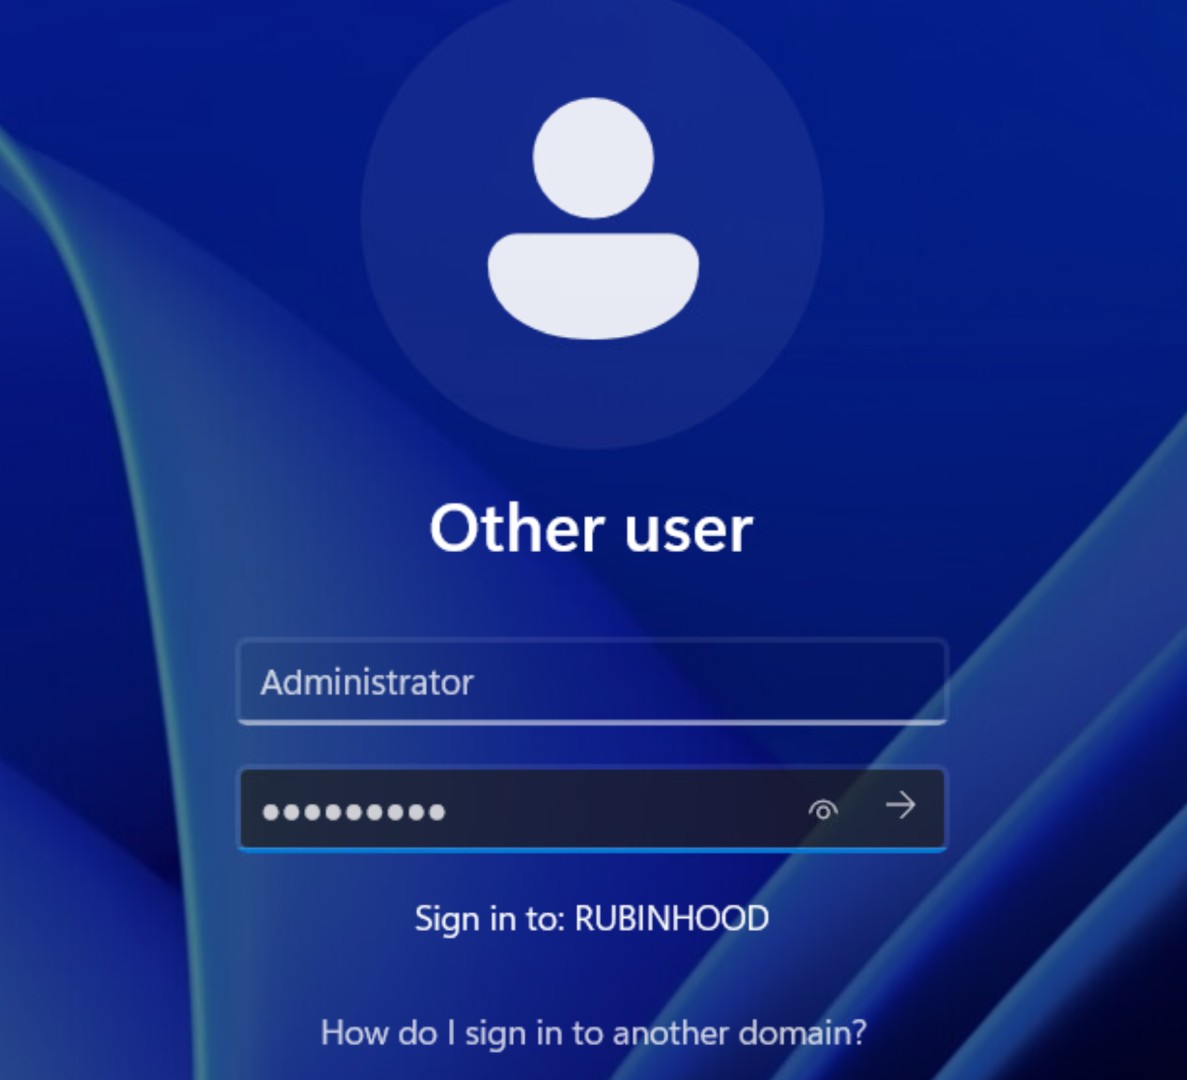 Other user
Administrator
Sign in to: RUBINHOOD
How do I sign in to another domain?